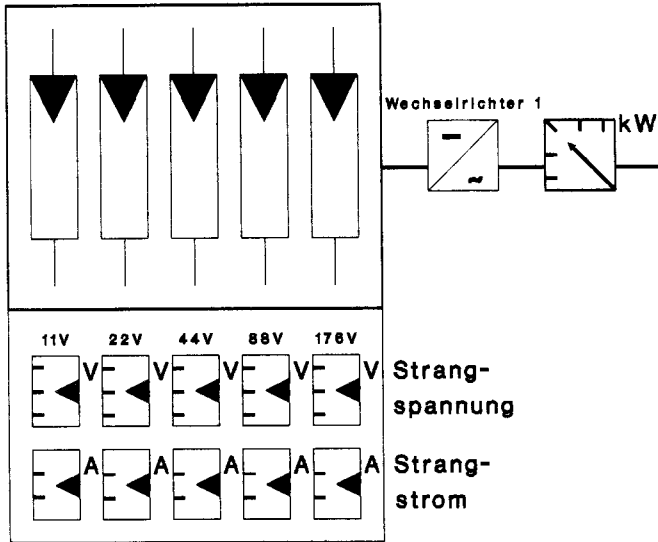 Wechselrichter 1
kW
11V 22V 44V 88V 176V
V V V V V Strang-
spannung
A A A A A Strang-
strom